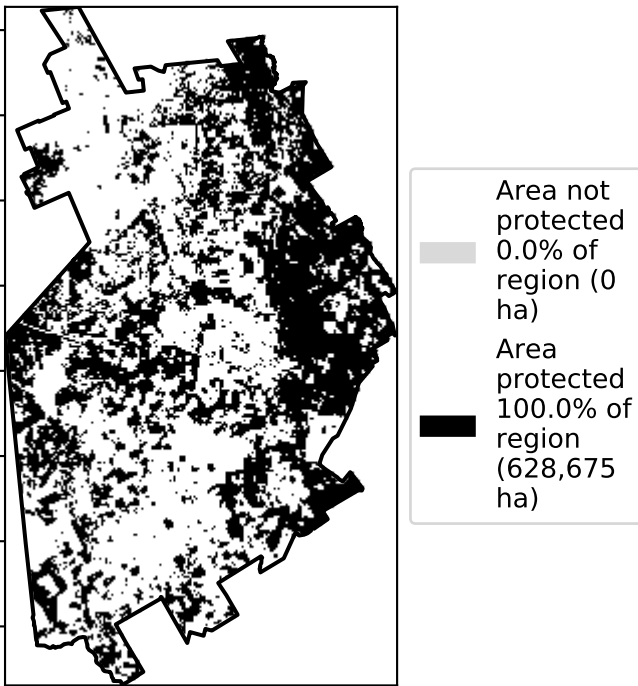 Area not
protected
0.0% of
region (0
ha)
Area
protected
100.0% of
region
(628,675
ha)